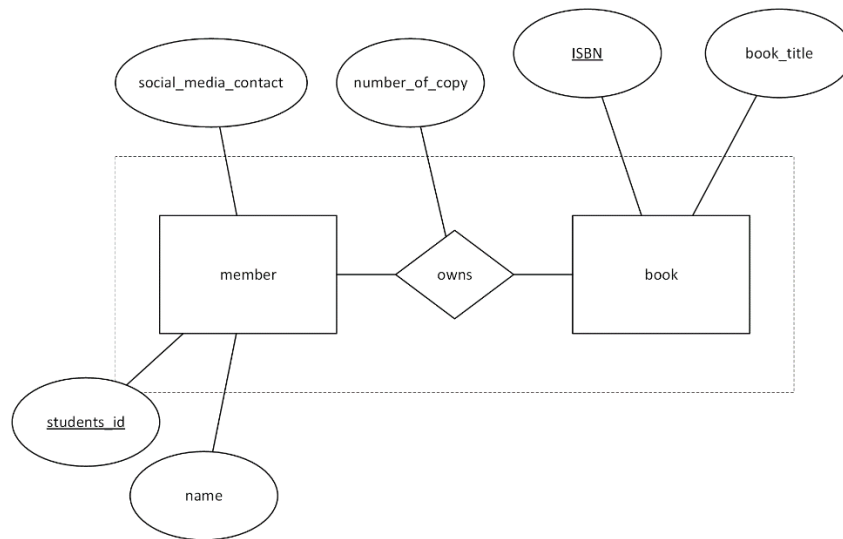 ISBN
book_title
social_media_contact
number_of_copy
member
owns
book
students_id
name